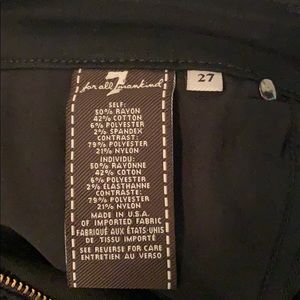 7
for all mankind
27
SELF:
50% RAYON
42% COTTON
6% POLYESTER
2% SPANDEX
CONTRAST:
79% POLYESTER
21% NYLON
INDIVIDU:
50% RAYONNE
42% COTON
6% POLYESTER
2% ELASTHANNE
CONTRASTE:
79% POLYESTER
21% NYLON
MADE IN U.S.A.
OF IMPORTED FABRIC
FABRIQUÉ AUX ÉTATS-UNIS
DE TISSU IMPORTÉ
SEE REVERSE FOR CARE
ENTRETIEN AU VERSO